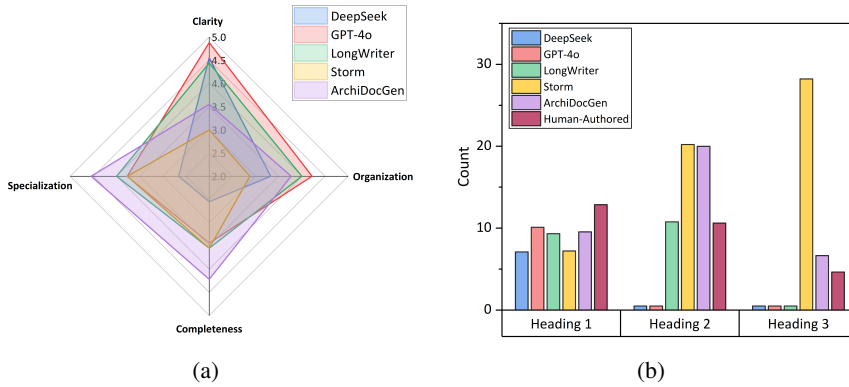 Clarity
5.0
4.5
4.0
3.5
3.0
2.5
2.0
DeepSeek
GPT-4o
LongWriter
Storm
ArchiDocGen
Specialization
Organization
Completeness
(a)
DeepSeek
GPT-4o
LongWriter
Storm
ArchiDocGen
Human-Authored
Count
30
20
10
0
Heading 1
Heading 2
Heading 3
(b)